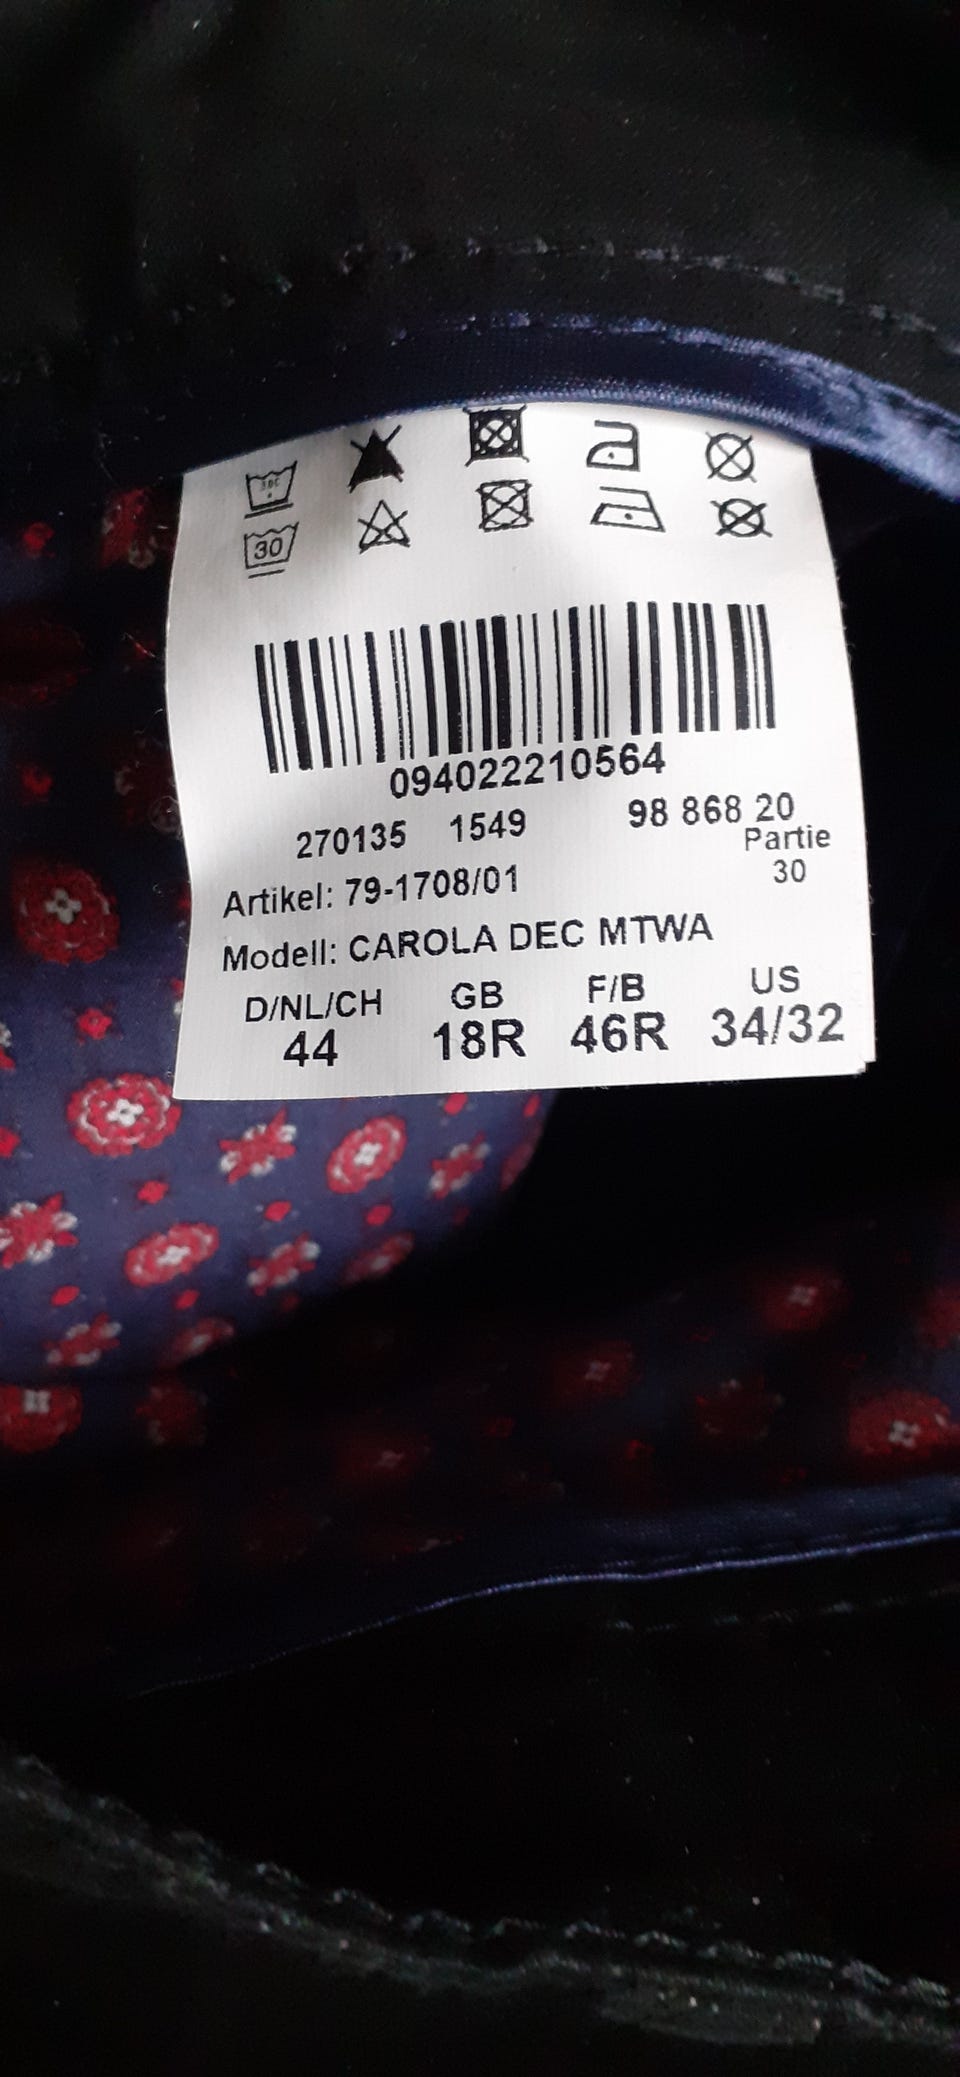 30
094022210564
270135 1549 98 868 20
Partie
30
Artikel: 79-1708/01
Modell: CAROLA DEC MTWA
D/NL/CH GB F/B US
44 18R 46R 34/32